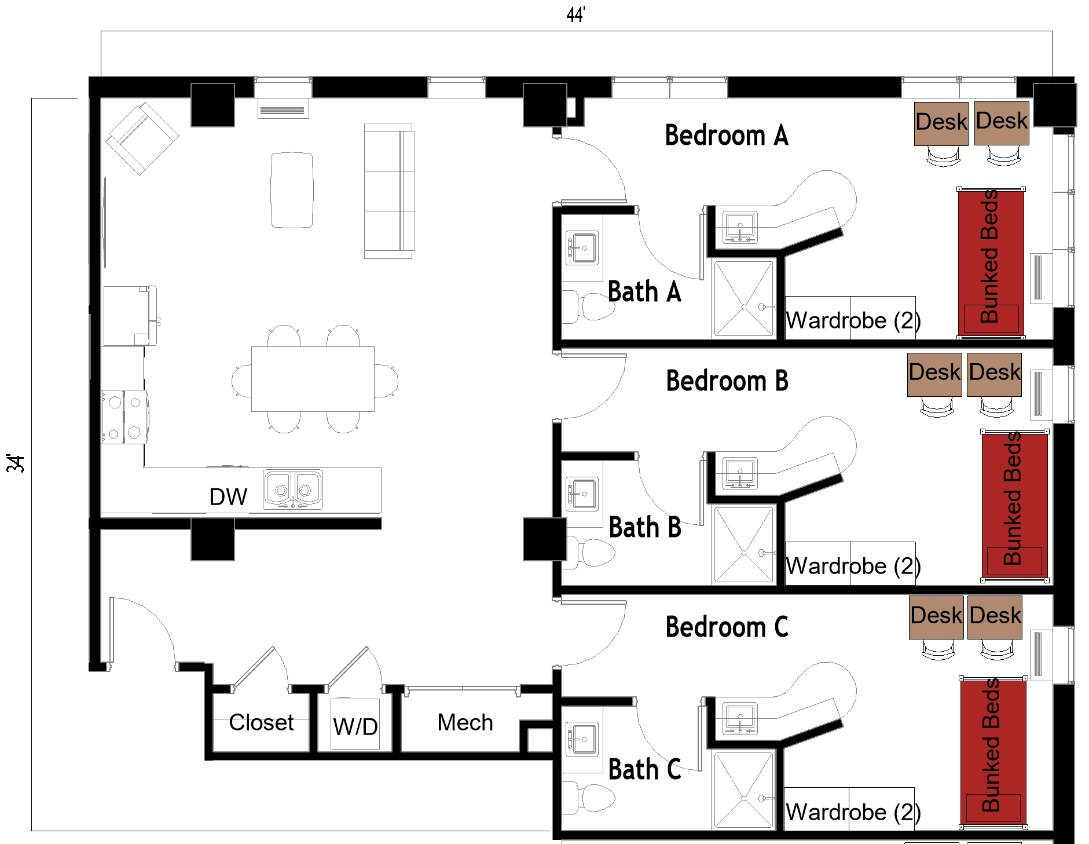 44'
Bedroom A
Desk
Desk
Bunked Beds
Bath A
Wardrobe (2)
Bedroom B
Desk
Desk
34'
DW
Bunked Beds
Bath B
Wardrobe (2)
Bedroom C
Desk
Desk
Bunked Beds
Closet
W/D
Mech
Bath C
Wardrobe (2)